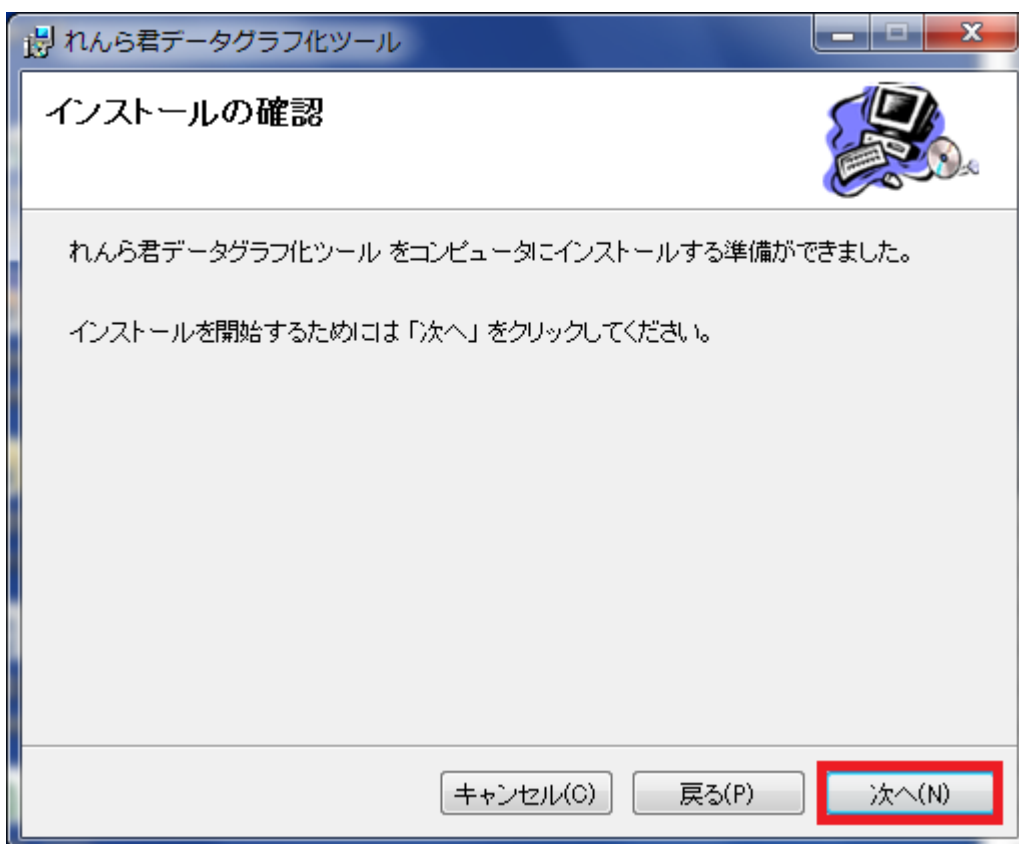 れんら君データグラフ化ツール
インストールの確認
れんら君データグラフ化ツール をコンピュータにインストールする準備ができました。
インストールを開始するためには「次へ」をクリックしてください。
キャンセル(C) 戻る(P) 次へ(N)